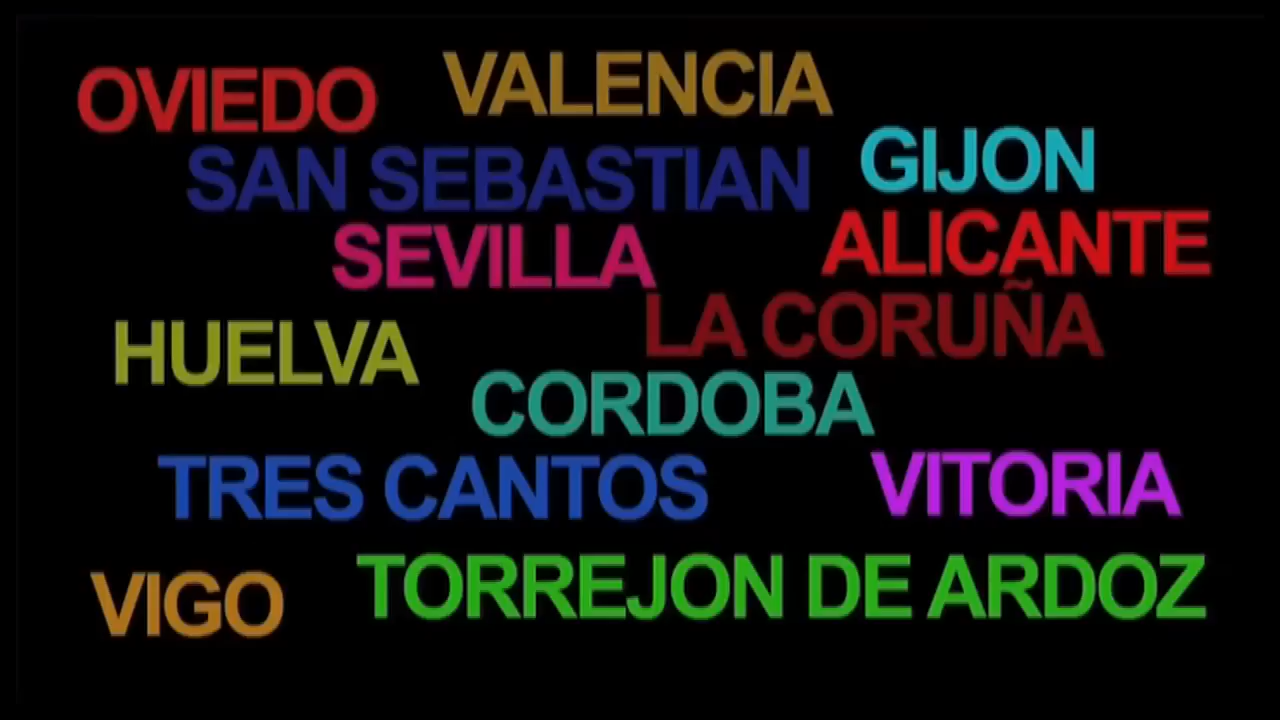 OVIEDO
VALENCIA
SAN SEBASTIAN
GIJON
SEVILLA
ALICANTE
HUELVA
LA CORUÑA
CORDOBA
TRES CANTOS
VITORIA
VIGO
TORREJON DE ARDOZ